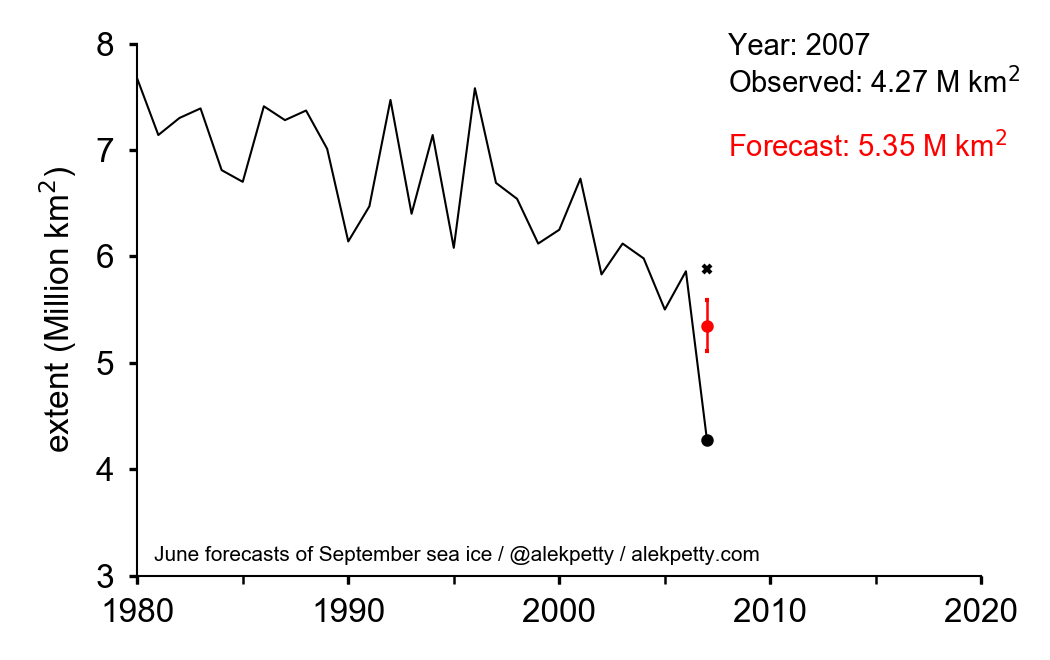 Year: 2007
Observed: 4.27 M km²
Forecast: 5.35 M km²
extent (Million km²)
8
7
6
5
4
3
June forecasts of September sea ice / @alekpetty / alekpetty.com
1980 1990 2000 2010 2020